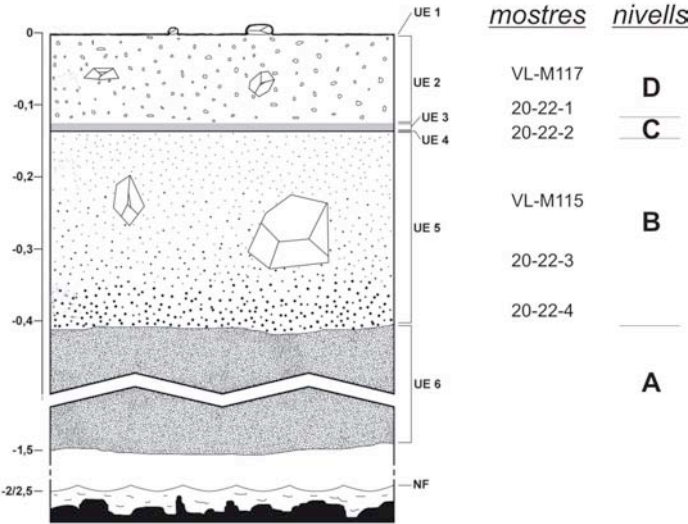 mostres nivells
0
UE 1
VL-M117
UE 2
D
-0,1
20-22-1
UE 3
C
20-22-2
UE 4
-0,2
VL-M115
B
UE 5
-0,3
20-22-3
20-22-4
-0,4
A
UE 6
-1,5
-2/2,5
NF